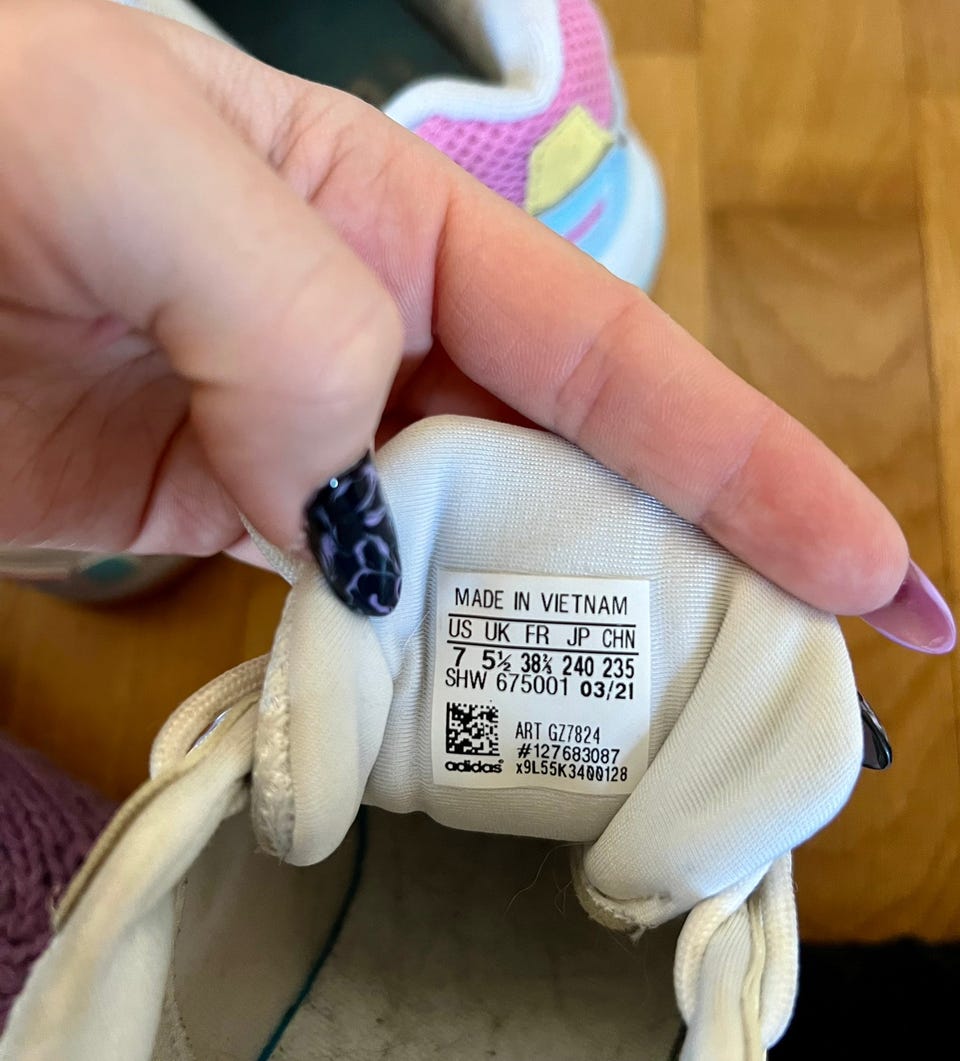 MADE IN VIETNAM
US UK FR JP CHN
7 5½ 38⅔ 240 235
SHW 675001 03/21
ART GZ7824
#127683087
adidas x9L55K3400128